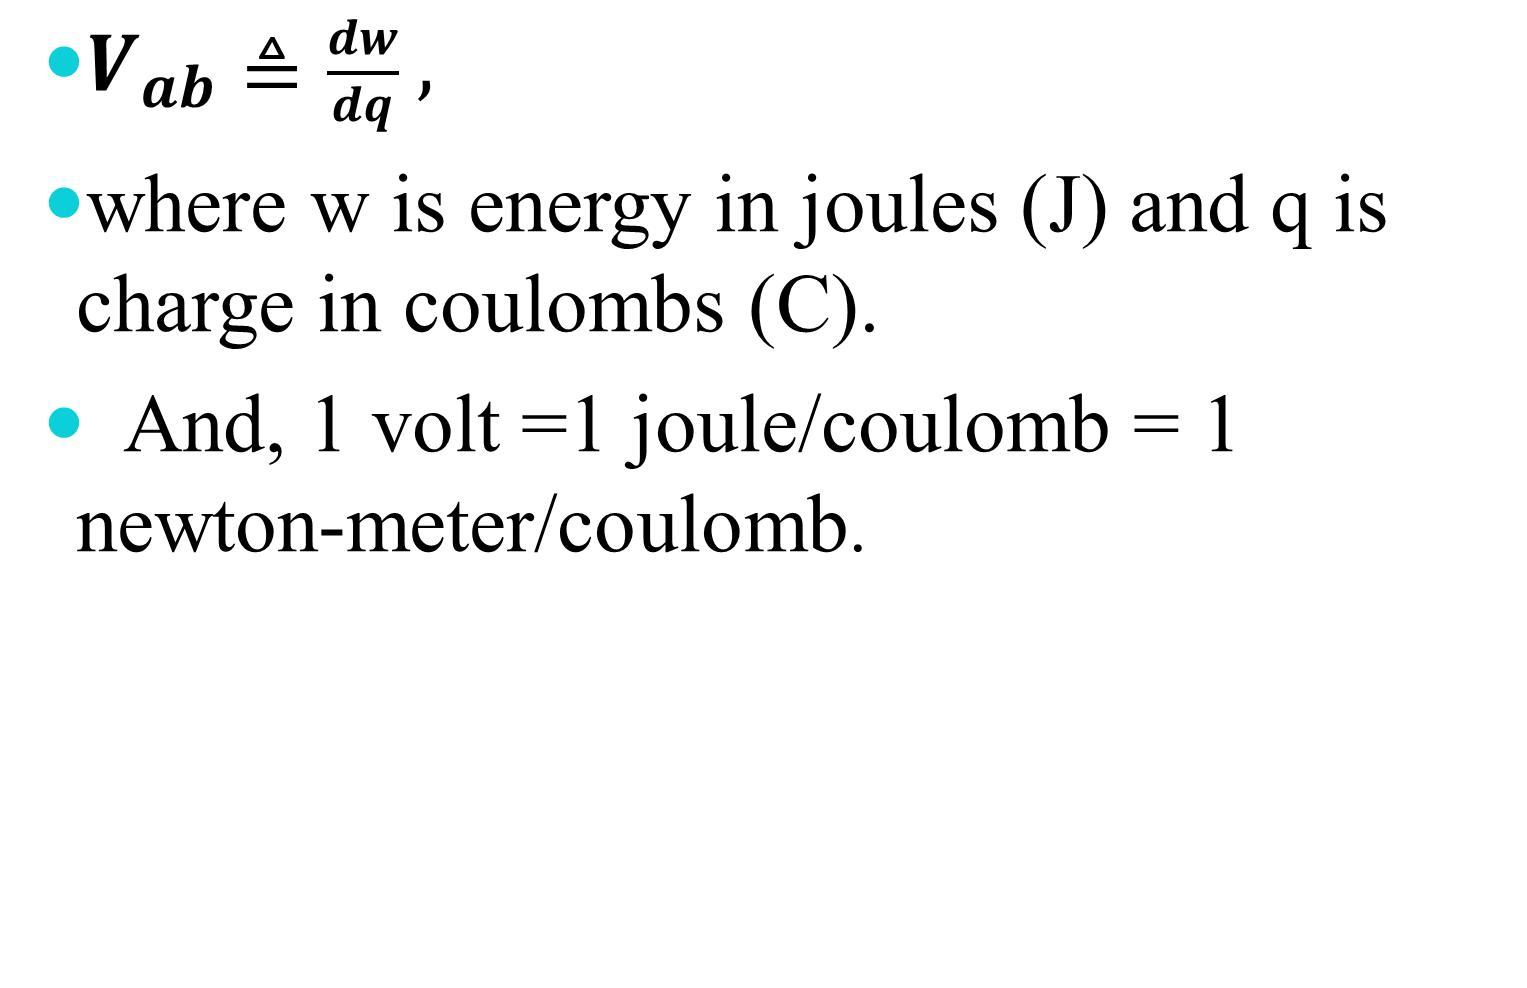 •V_ab ≜ dw/dq ,
•where w is energy in joules (J) and q is
charge in coulombs (C).
• And, 1 volt =1 joule/coulomb = 1
newton-meter/coulomb.